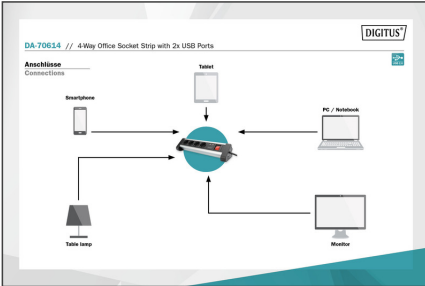 DIGITUS®
DA-70614 // 4-Way Office Socket Strip with 2x USB Ports
Anschlüsse
Connections
Tablet
Smartphone
PC / Notebook
Table lamp
Monitor